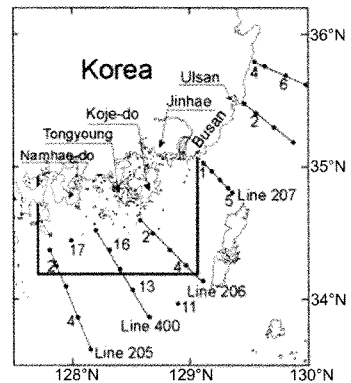 36°N
Korea
4
6
Ulsan
2
Jinhae
Koje-do
Busan
Tongyoung
Namhae-do
35°N
1
5
Line 207
17
16
2
2
4
13
Line 206
11
4
Line 400
34°N
Line 205
128°N
129°N
130°N